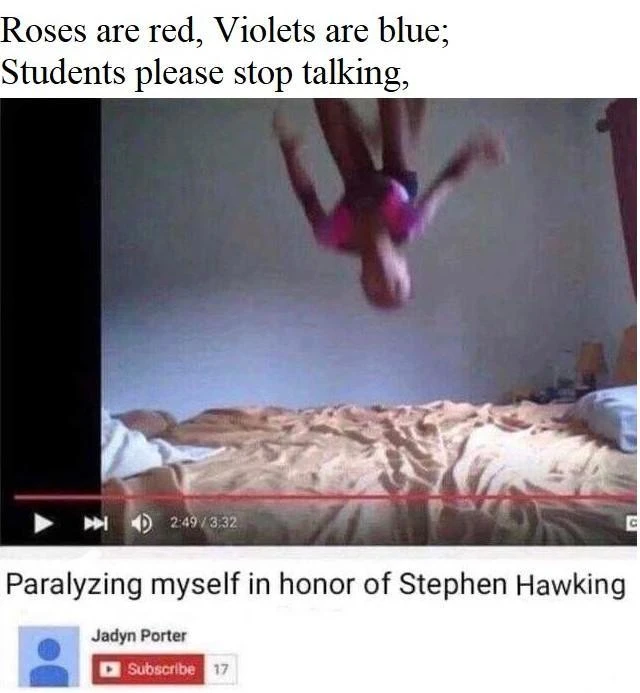 Roses are red, Violets are blue;
Students please stop talking,
2:49 / 3:32
Paralyzing myself in honor of Stephen Hawking
Jadyn Porter
Subscribe 17